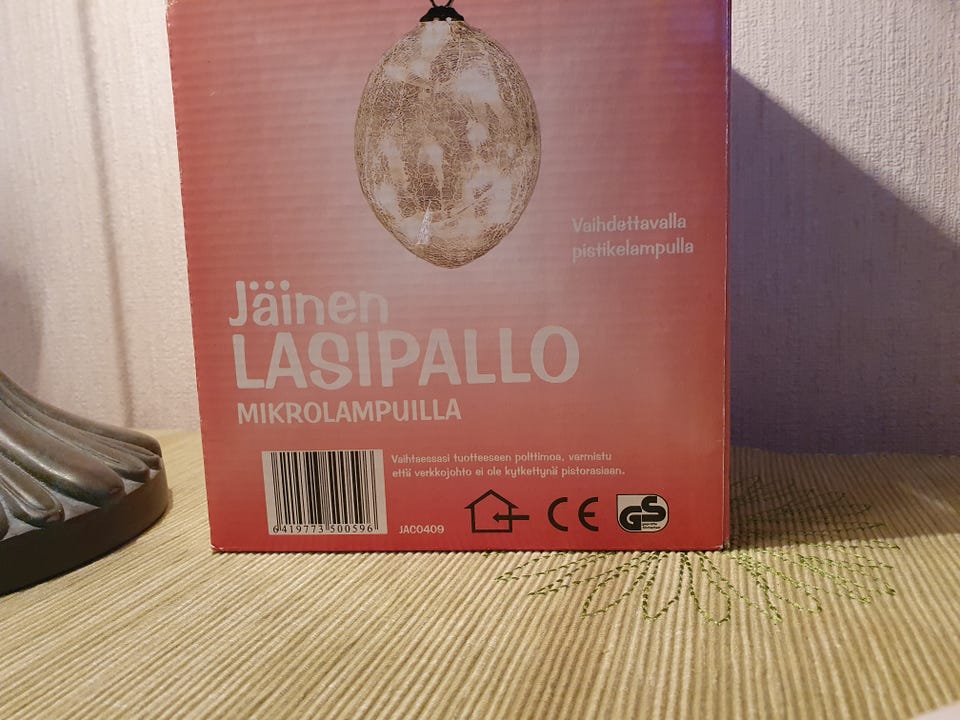 Vaihdettavalla
pistikelampulla
Jäinen
LASIPALLO
MIKROLAMPUILLA
Vaihtaessasi tuotteeseen polttimoa, varmistu
että verkkojohto ei ole kytkettynä pistorasiaan.
6419773 500596
JAC0409
CE
GS